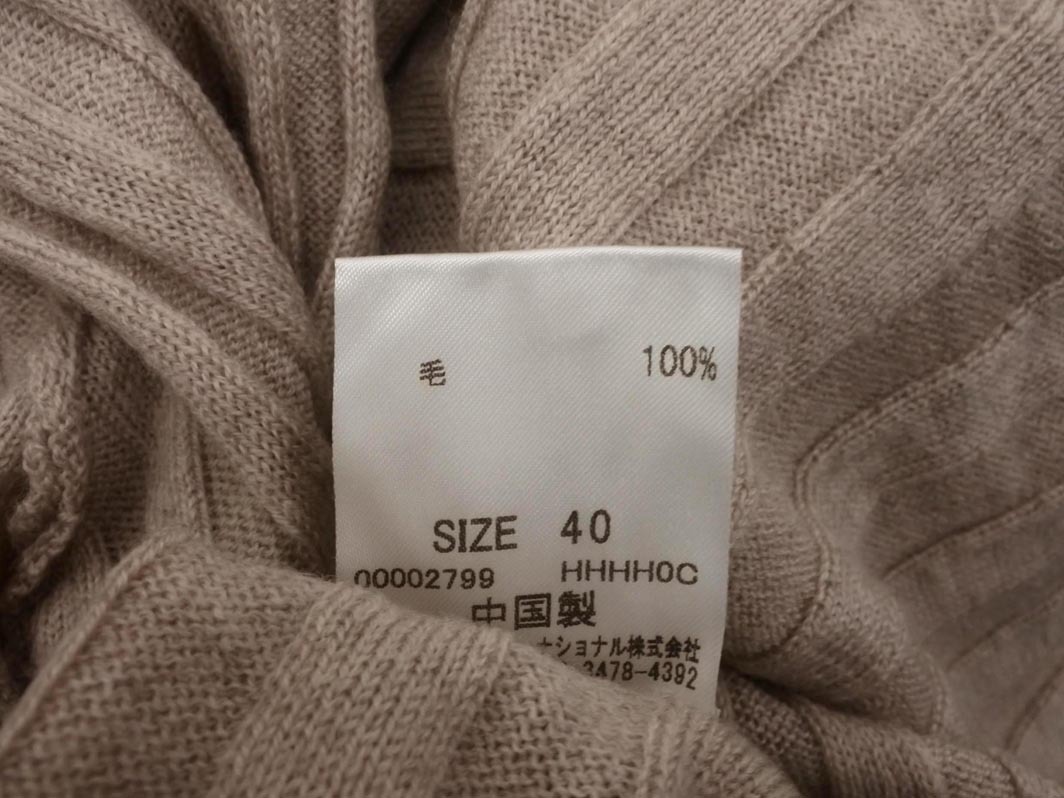 毛 100%
SIZE 40
00002799 HHHH0C
中国製
ナショナル株式会社
3478-4392